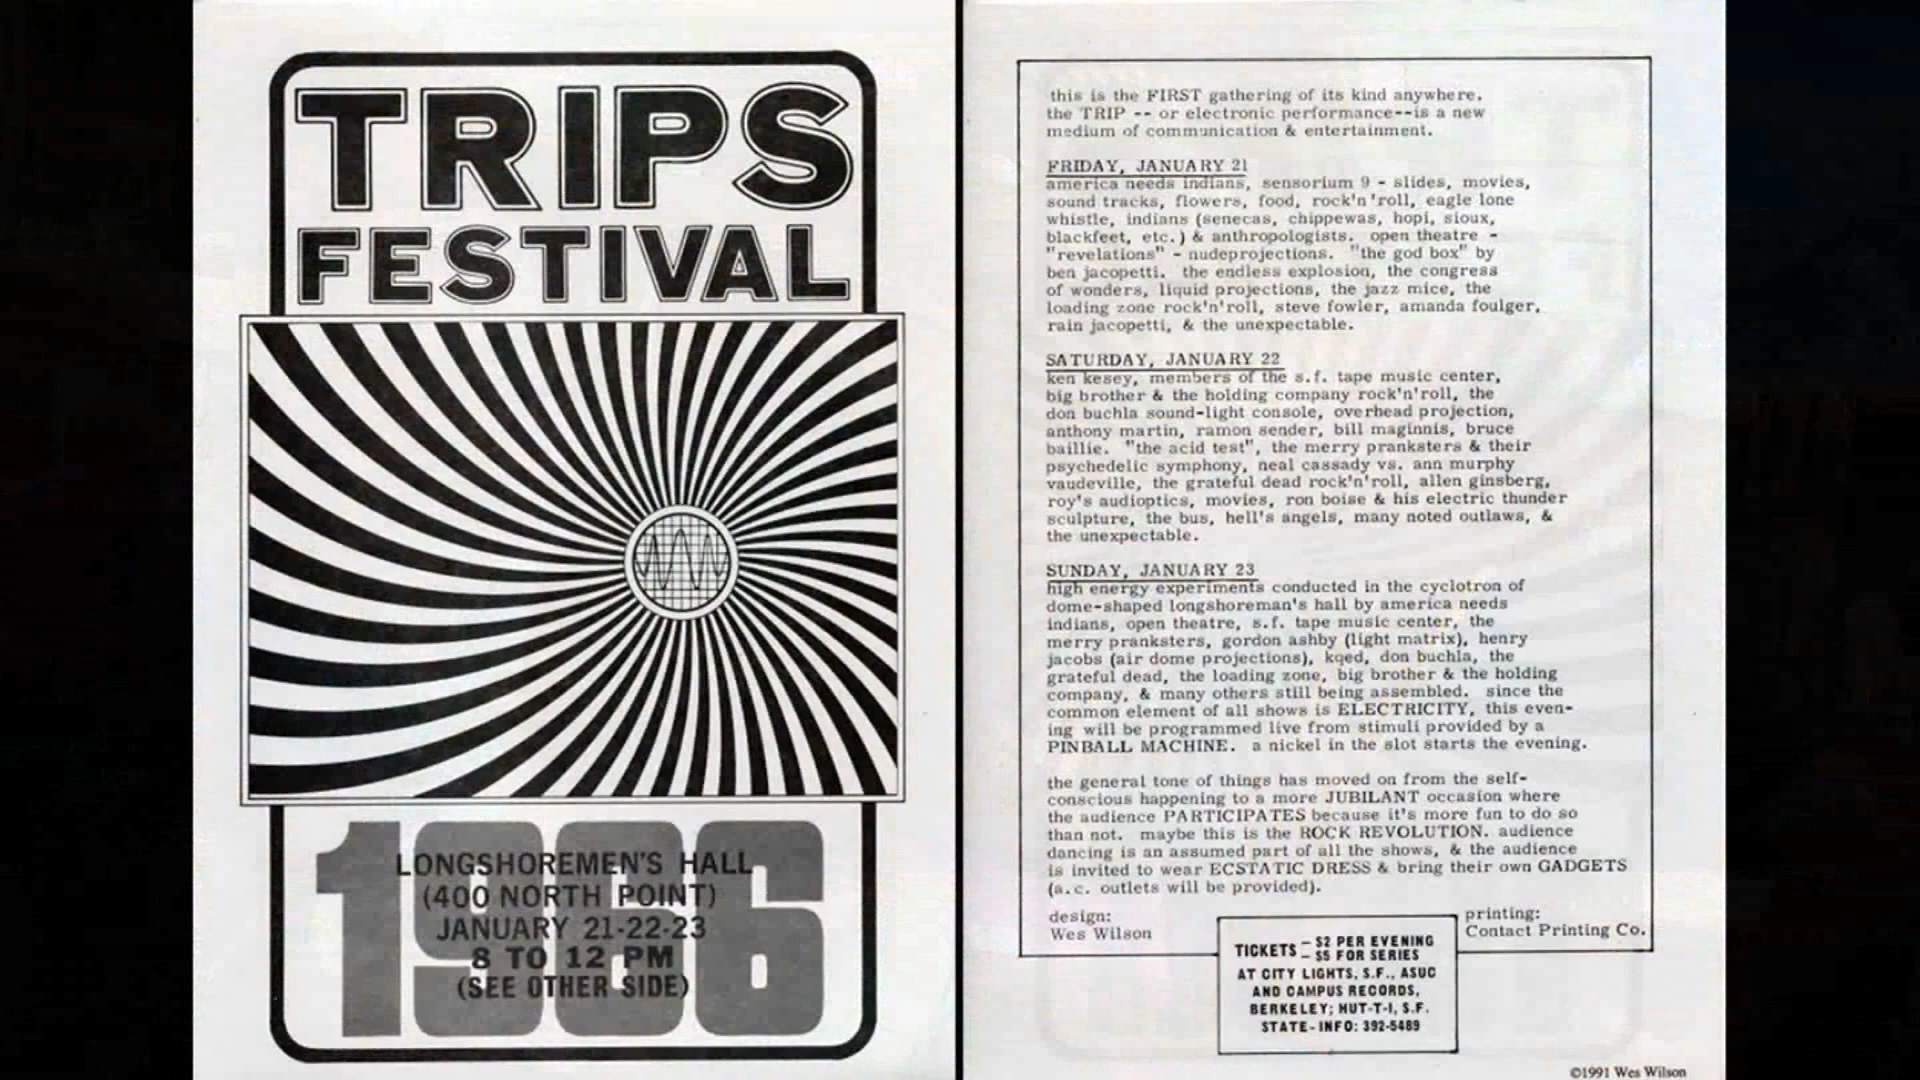 TRIPS
FESTIVAL
1966
LONGSHOREMEN'S HALL
(400 NORTH POINT)
JANUARY 21-22-23
8 TO 12 PM
(SEE OTHER SIDE)
this is the FIRST gathering of its kind anywhere.
the TRIP -- or electronic performance--is a new
medium of communication & entertainment.
FRIDAY, JANUARY 21
america needs indians, sensorium 9 - slides, movies,
sound tracks, flowers, food, rock'n'roll, eagle lone
whistle, indians (senecas, chippewas, hopi, sioux,
blackfeet, etc.) & anthropologists. open theatre -
"revelations" - nudeprojections. "the god box" by
ben jacopetti. the endless explosion, the congress
of wonders, liquid projections, the jazz mice, the
loading zone rock'n'roll, steve fowler, amanda foulger,
rain jacopetti, & the unexpectable.
SATURDAY, JANUARY 22
ken kesey, members of the s.f. tape music center,
big brother & the holding company rock'n'roll, the
don buchla sound-light console, overhead projection,
anthony martin, ramon sender, bill maginnis, bruce
baillie. "the acid test", the merry pranksters & their
psychedelic symphony, neal cassady vs. ann murphy
vaudeville, the grateful dead rock'n'roll, allen ginsberg,
roy's audioptics, movies, ron boise & his electric thunder
sculpture, the bus, hell's angels, many noted outlaws, &
the unexpectable.
SUNDAY, JANUARY 23
high energy experiments conducted in the cyclotron of
dome-shaped longshoreman's hall by america needs
indians, open theatre, s.f. tape music center, the
merry pranksters, gordon ashby (light matrix), henry
jacobs (air dome projections), kqed, don buchla, the
grateful dead, the loading zone, big brother & the holding
company, & many others still being assembled. since the
common element of all shows is ELECTRICITY, this even-
ing will be programmed live from stimuli provided by a
PINBALL MACHINE. a nickel in the slot starts the evening.
the general tone of things has moved on from the self-
conscious happening to a more JUBILANT occasion where
the audience PARTICIPATES because it's more fun to do so
than not. maybe this is the ROCK REVOLUTION. audience
dancing is an assumed part of all the shows, & the audience
is invited to wear ECSTATIC DRESS & bring their own GADGETS
(a.c. outlets will be provided).
design:
Wes Wilson
printing:
Contact Printing Co.
TICKETS - $2 PER EVENING
- $5 FOR SERIES
AT CITY LIGHTS, S.F., ASUC
AND CAMPUS RECORDS,
BERKELEY; HUT-T-1, S.F.
STATE-INFO: 392-5489
©1991 Wes Wilson